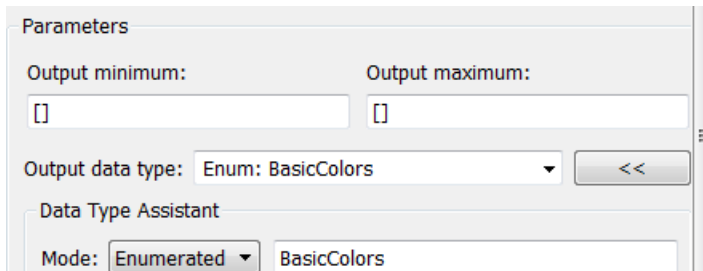 Parameters
Output minimum: Output maximum:
[] []
Output data type: Enum: BasicColors <<
Data Type Assistant
Mode: Enumerated BasicColors